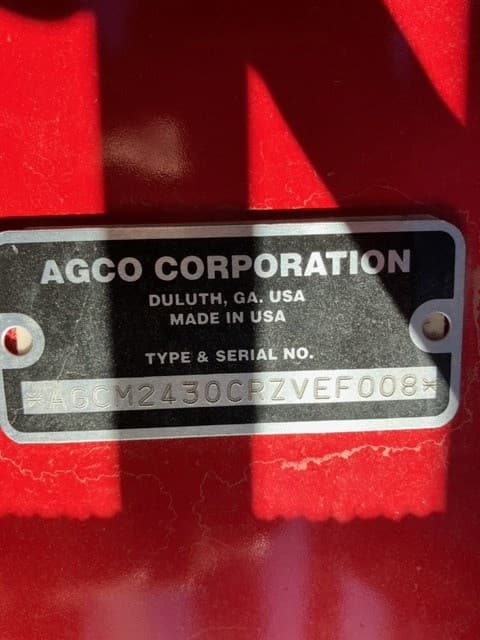 AGCO CORPORATION
DULUTH, GA. USA
MADE IN USA
TYPE & SERIAL NO.
*AGCM2430CRZVEF008*